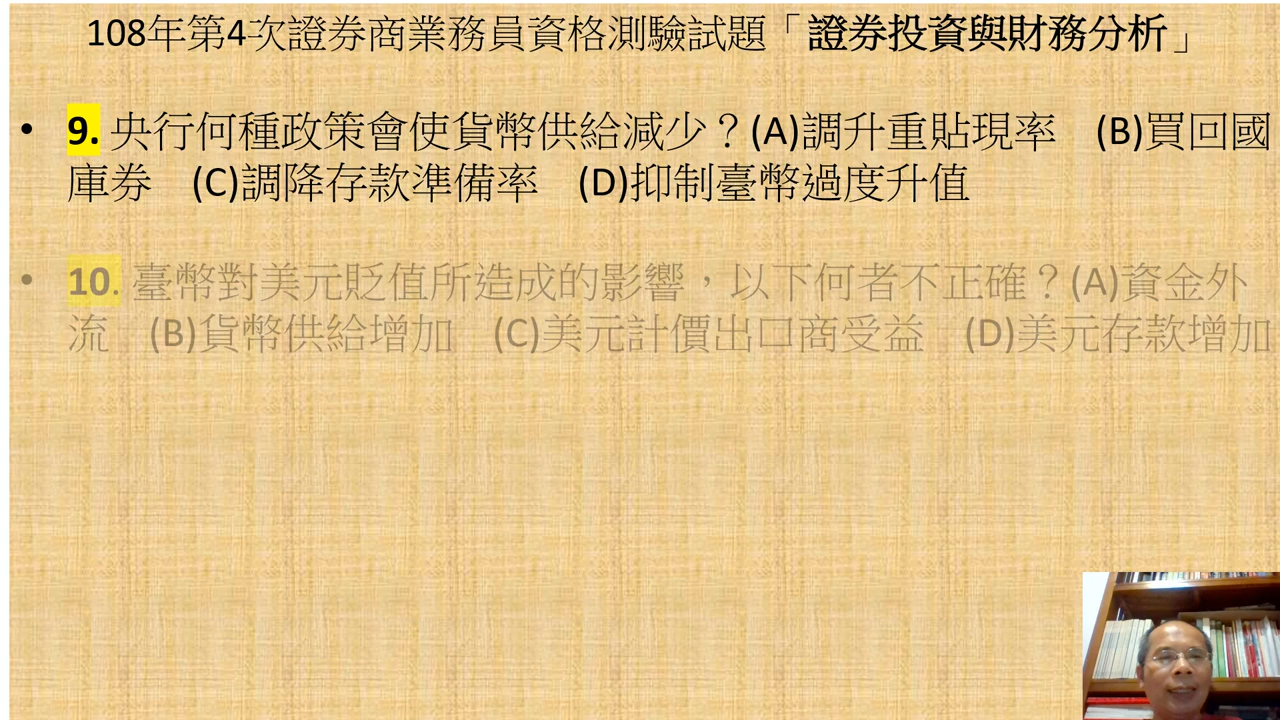 108年第4次證券商業務員資格測驗試題「證券投資與財務分析」
• 9. 央行何種政策會使貨幣供給減少？(A)調升重貼現率 (B)買回國
庫券 (C)調降存款準備率 (D)抑制臺幣過度升值
• 10. 臺幣對美元貶值所造成的影響，以下何者不正確？(A)資金外
流 (B)貨幣供給增加 (C)美元計價出口商受益 (D)美元存款增加